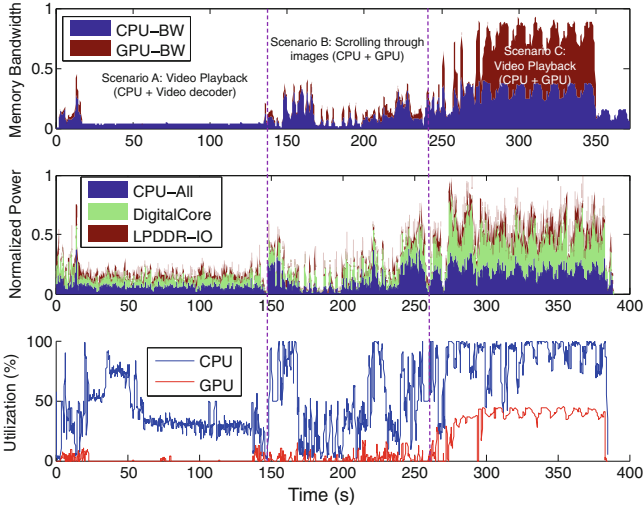 Memory Bandwidth
1
0.5
0
CPU-BW
GPU-BW
Scenario A: Video Playback
(CPU + Video decoder)
Scenario B: Scrolling through
images (CPU + GPU)
Scenario C:
Video Playback
(CPU + GPU)
0 50 100 150 200 250 300 350
Normalized Power
1
0.5
0
CPU-All
DigitalCore
LPDDR-IO
0 50 100 150 200 250 300 350 400
Utilization (%)
100
50
0
CPU
GPU
0 50 100 150 200 250 300 350 400
Time (s)